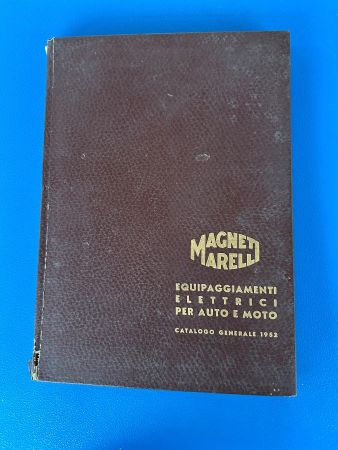 MAGNETI
MARELLI
EQUIPAGGIAMENTI
ELETTRICI
PER AUTO E MOTO
CATALOGO GENERALE 1952